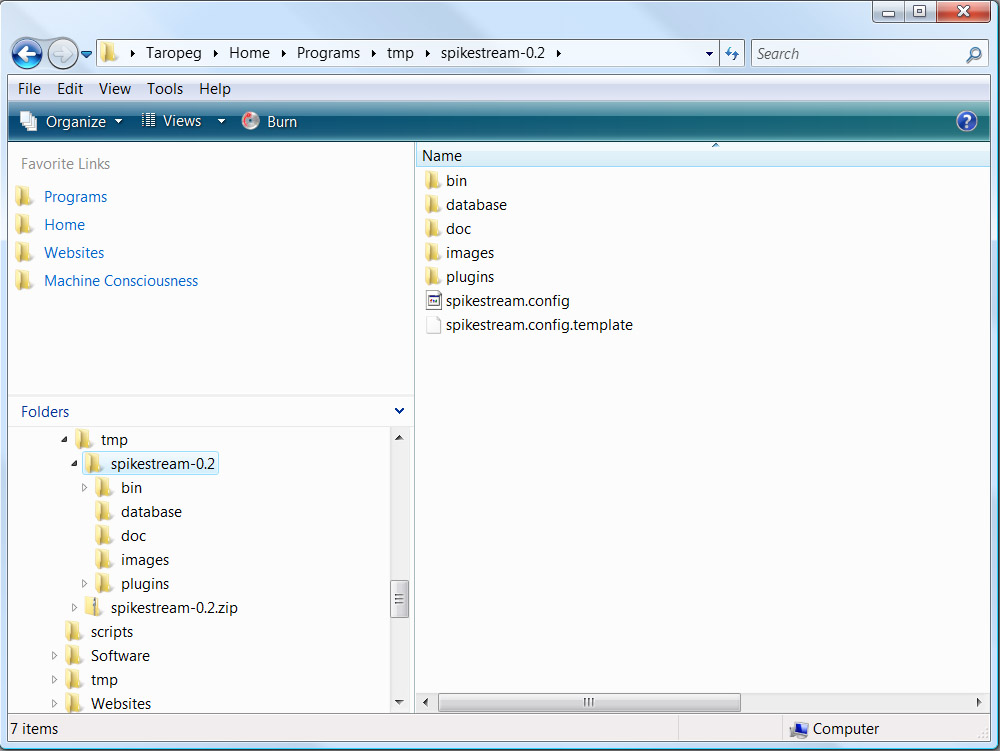 Taropeg Home Programs tmp spikestream-0.2 Search
File Edit View Tools Help
Organize Views Burn ?
Favorite Links
Programs
Home
Websites
Machine Consciousness
Folders
tmp
spikestream-0.2
bin
database
doc
images
plugins
spikestream-0.2.zip
scripts
Software
tmp
Websites
Name
bin
database
doc
images
plugins
spikestream.config
spikestream.config.template
7 items
Computer